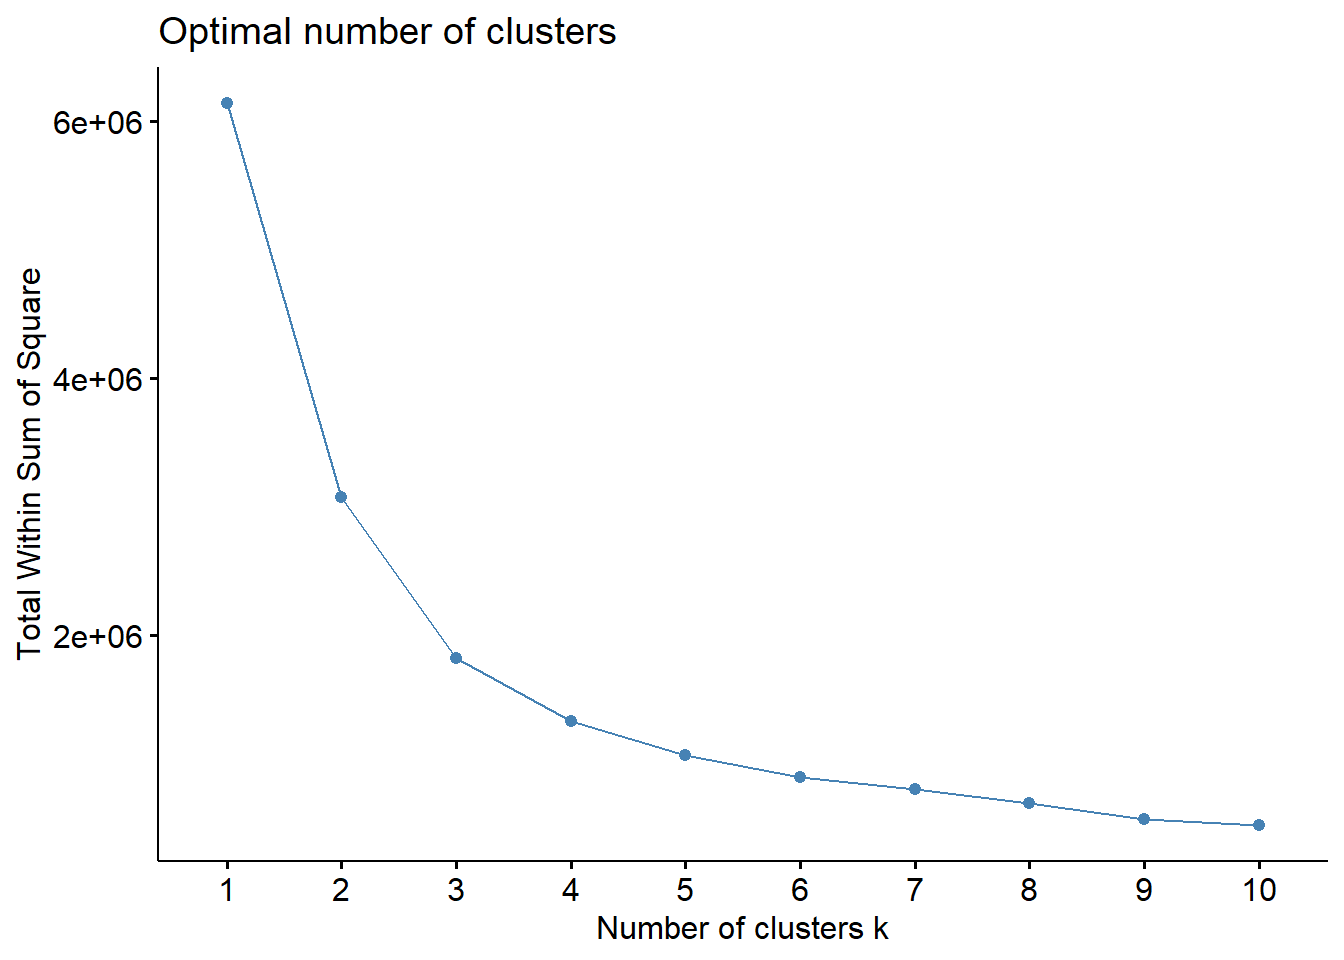 Optimal number of clusters
6e+06
4e+06
2e+06
Total Within Sum of Square
1 2 3 4 5 6 7 8 9 10
Number of clusters k